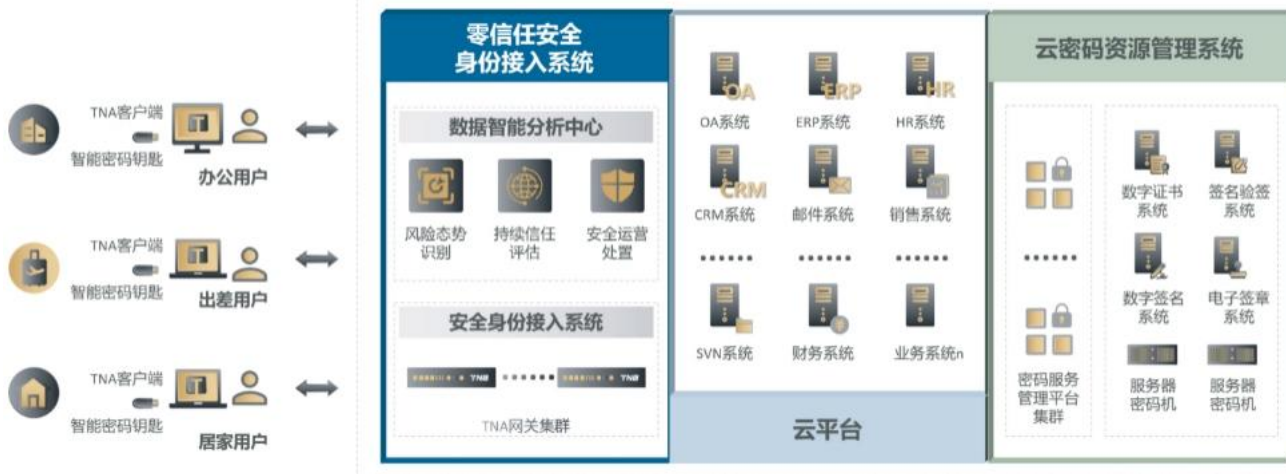 TNA客户端
智能密码钥匙
办公用户
TNA客户端
智能密码钥匙
出差用户
TNA客户端
智能密码钥匙
居家用户
零信任安全
身份接入系统
数据智能分析中心
风险态势
识别
持续信任
评估
安全运营
处置
安全身份接入系统
TNA
TNA
TNA网关集群
OA
ERP
HR
OA系统
ERP系统
HR系统
CRM
CRM系统
邮件系统
销售系统
SVN系统
财务系统
业务系统n
云平台
云密码资源管理系统
密码服务
管理平台
集群
数字证书
系统
签名验签
系统
数字签名
系统
电子签章
系统
服务器
密码机
服务器
密码机